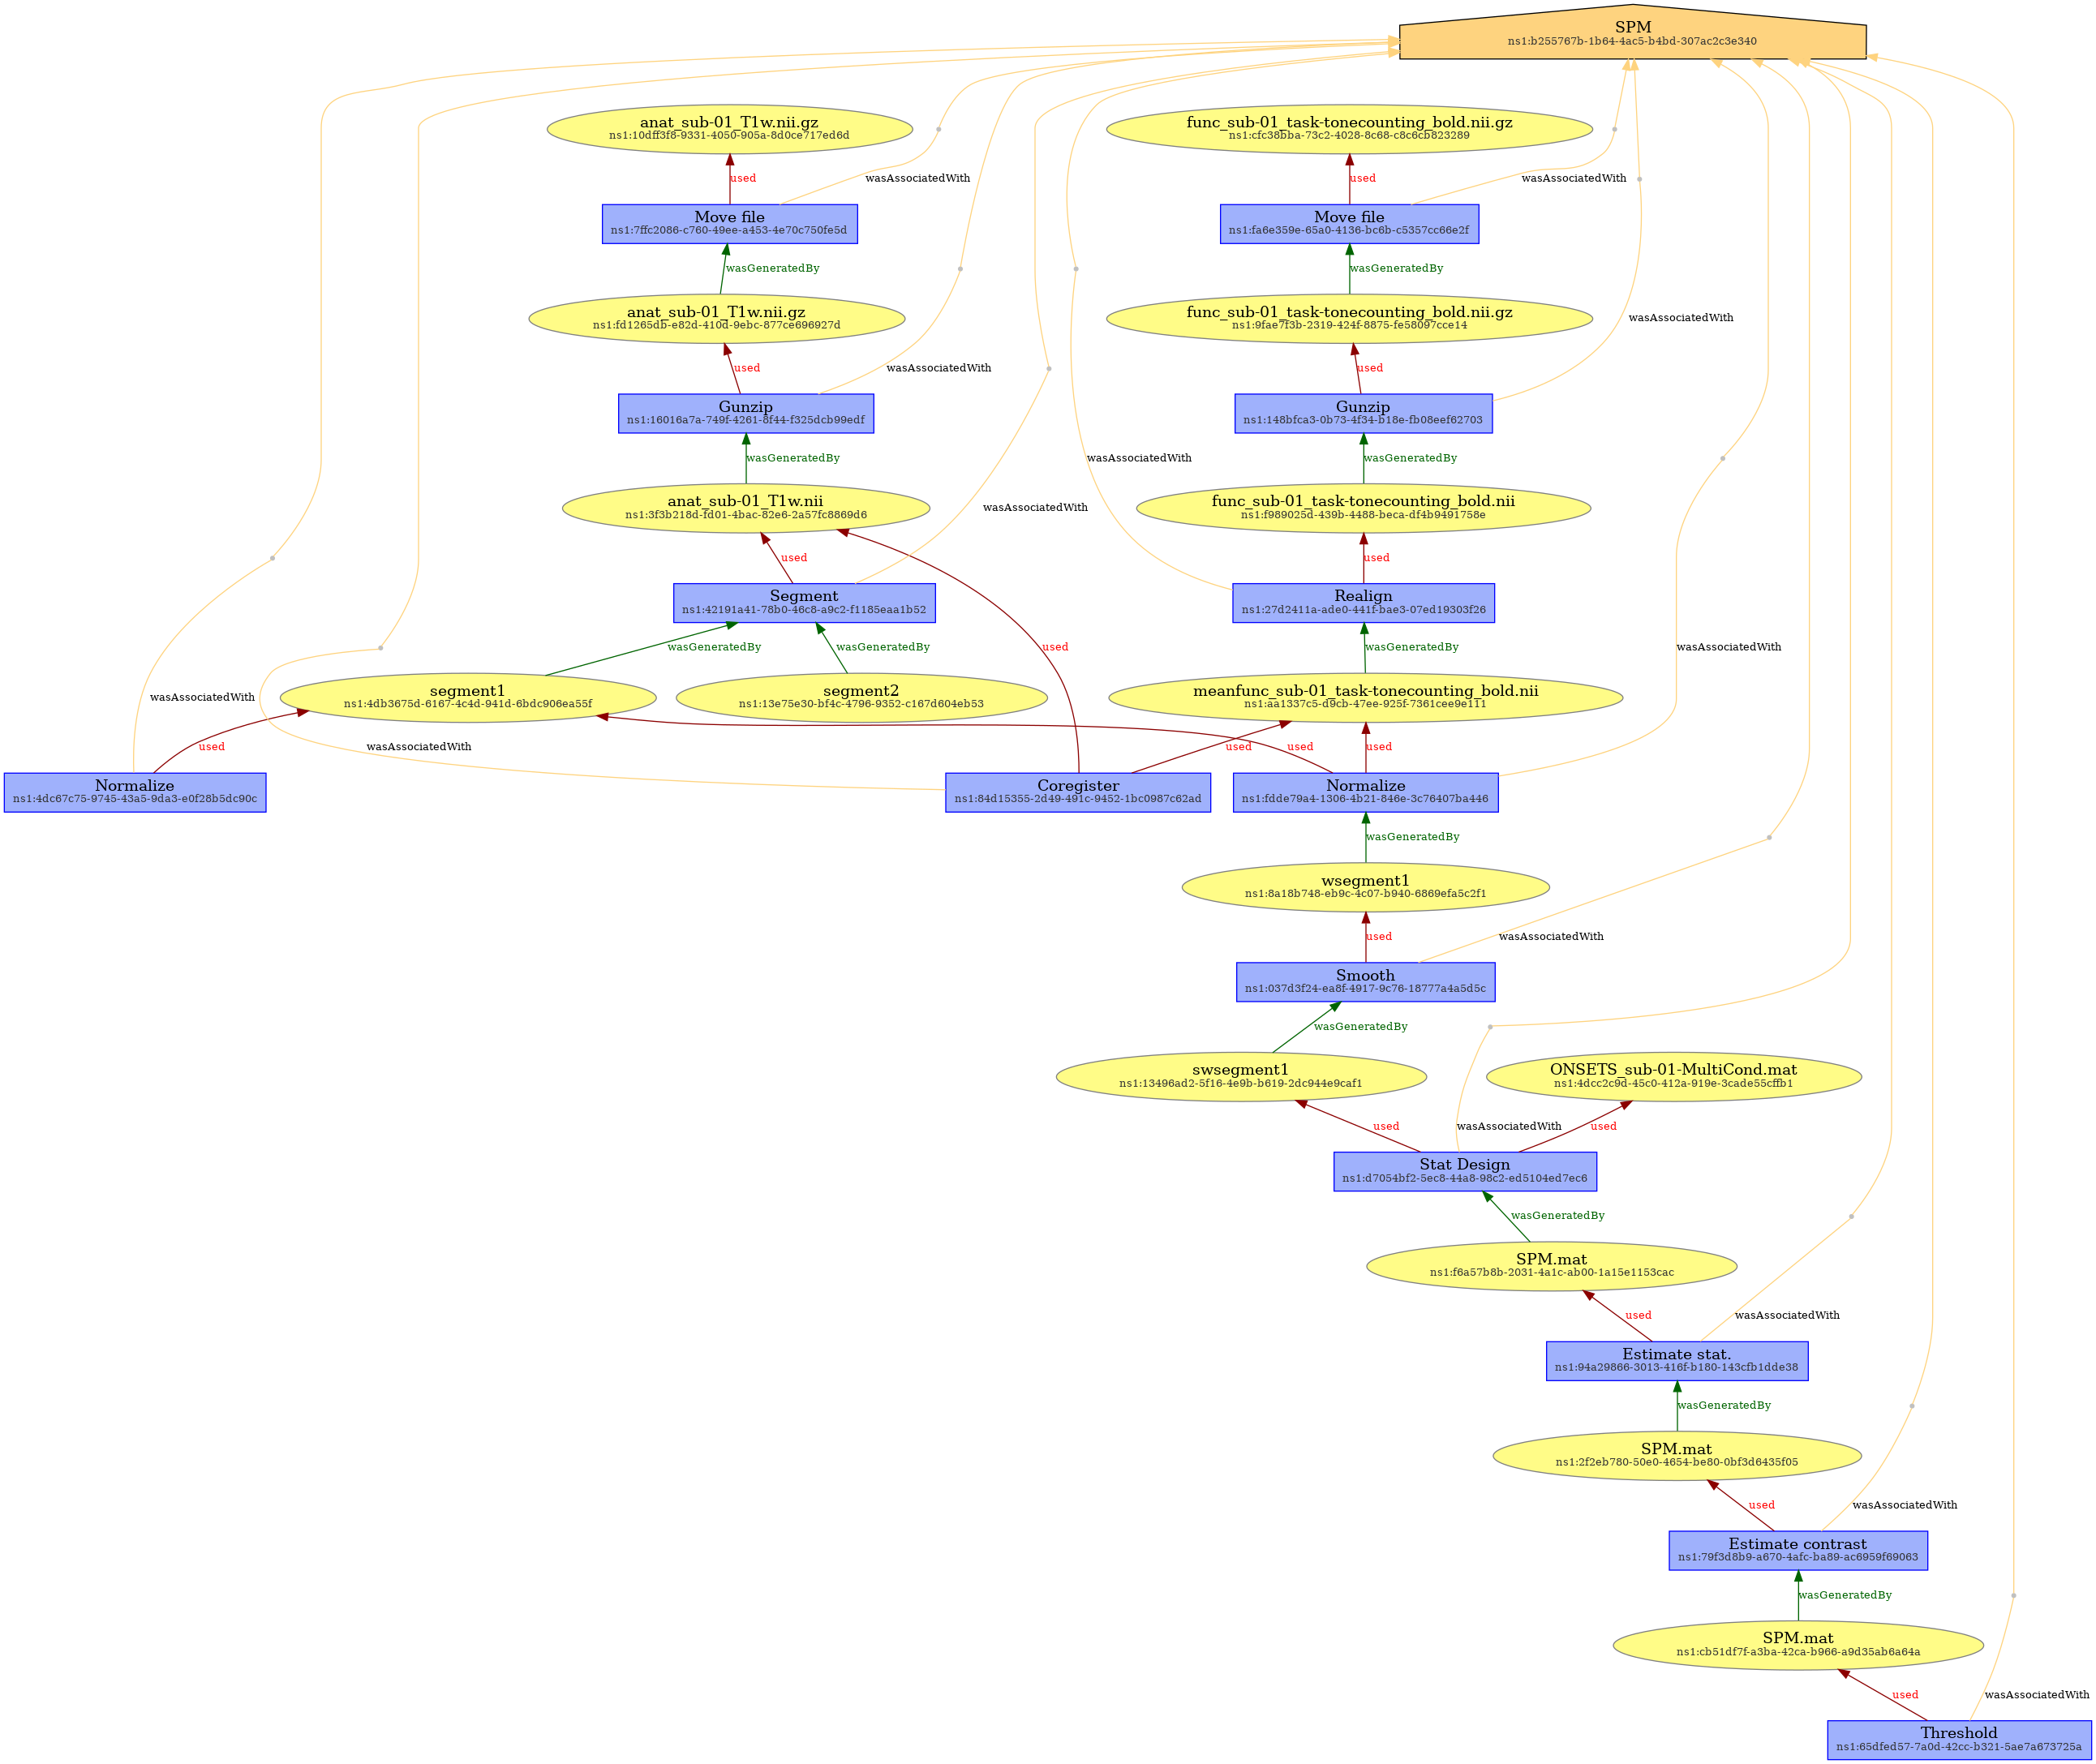 SPM
ns1:b255767b-1b64-4ac5-b4bd-307ac2c3e340
anat_sub-01_T1w.nii.gz
ns1:10dff3f8-9331-4050-905a-8d0ce717ed6d
func_sub-01_task-tonecounting_bold.nii.gz
ns1:cfc38bba-73c2-4028-8c68-c8c6cb823289
used
wasAssociatedWith
used
wasAssociatedWith
Move file
ns1:7ffc2086-c760-49ee-a453-4e70c750fe5d
Move file
ns1:fa6e359e-65a0-4136-bc6b-c5357cc66e2f
wasGeneratedBy
wasGeneratedBy
anat_sub-01_T1w.nii.gz
ns1:fd1265db-e82d-410d-9ebc-877ce696927d
func_sub-01_task-tonecounting_bold.nii.gz
ns1:9fae7f3b-2319-424f-8875-fe58097cce14
wasAssociatedWith
used
wasAssociatedWith
used
Gunzip
ns1:16016a7a-749f-4261-8f44-f325dcb99edf
Gunzip
ns1:148bfca3-0b73-4f34-b18e-fb08eef62703
wasGeneratedBy
wasAssociatedWith
wasGeneratedBy
anat_sub-01_T1w.nii
ns1:3f3b218d-fd01-4bac-82e6-2a57fc8869d6
wasAssociatedWith
func_sub-01_task-tonecounting_bold.nii
ns1:f989025d-439b-4488-beca-df4b9491758e
used
used
Segment
ns1:42191a41-78b0-46c8-a9c2-f1185eaa1b52
Realign
ns1:27d2411a-ade0-441f-bae3-07ed19303f26
wasGeneratedBy
wasGeneratedBy
used
wasGeneratedBy
wasAssociatedWith
wasAssociatedWith
segment1
ns1:4db3675d-6167-4c4d-941d-6bdc906ea55f
segment2
ns1:13e75e30-bf4c-4796-9352-c167d604eb53
meanfunc_sub-01_task-tonecounting_bold.nii
ns1:aa1337c5-d9cb-47ee-925f-7361cee9e111
used
wasAssociatedWith
used
used
used
Normalize
ns1:4dc67c75-9745-43a5-9da3-e0f28b5dc90c
Coregister
ns1:84d15355-2d49-491c-9452-1bc0987c62ad
Normalize
ns1:fdde79a4-1306-4b21-846e-3c76407ba446
wasGeneratedBy
wsegment1
ns1:8a18b748-eb9c-4c07-b940-6869efa5c2f1
used
wasAssociatedWith
Smooth
ns1:037d3f24-ea8f-4917-9c76-18777a4a5d5c
wasGeneratedBy
swsegment1
ns1:13496ad2-5f16-4e9b-b619-2dc944e9caf1
ONSETS_sub-01-MultiCond.mat
ns1:4dcc2c9d-45c0-412a-919e-3cade55cffb1
used
wasAssociatedWith
used
Stat Design
ns1:d7054bf2-5ec8-44a8-98c2-ed5104ed7ec6
wasGeneratedBy
SPM.mat
ns1:f6a57b8b-2031-4a1c-ab00-1a15e1153cac
used
wasAssociatedWith
Estimate stat.
ns1:94a29866-3013-416f-b180-143cfb1dde38
wasGeneratedBy
SPM.mat
ns1:2f2eb780-50e0-4654-be80-0bf3d6435f05
used
wasAssociatedWith
Estimate contrast
ns1:79f3d8b9-a670-4afc-ba89-ac6959f69063
wasGeneratedBy
SPM.mat
ns1:cb51df7f-a3ba-42ca-b966-a9d35ab6a64a
used
wasAssociatedWith
Threshold
ns1:65dfed57-7a0d-42cc-b321-5ae7a673725a